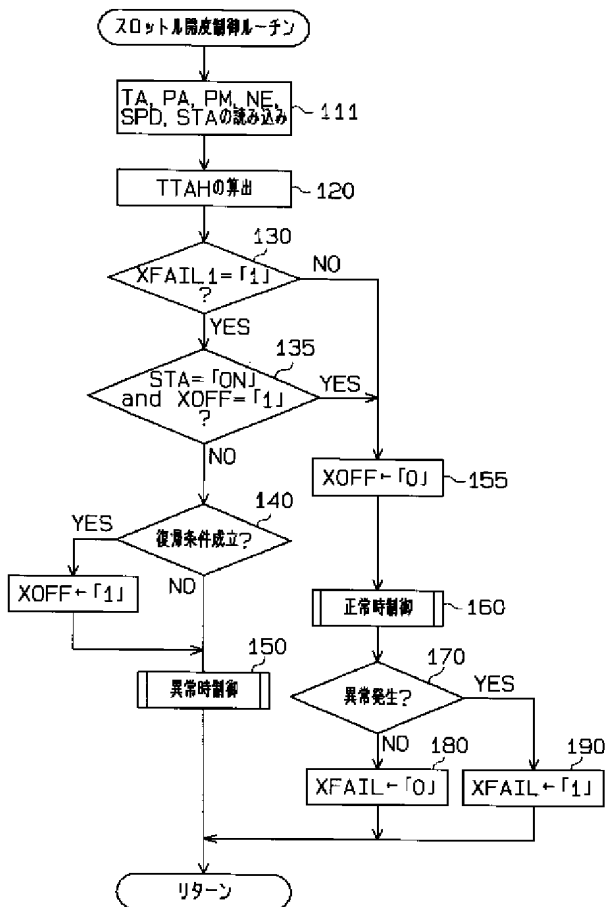 スロットル開度制御ルーチン
TA, PA, PM, NE,
SPD, STAの読み込み
111
TTAHの算出
120
130
XFAIL1=「1」
?
NO
YES
135
STA=「ON」
and XOFF=「1」
?
YES
NO
XOFF←「0」
155
140
YES
復帰条件成立?
NO
XOFF←「1」
正常時制御
160
150
異常時制御
170
異常発生?
YES
NO
180
190
XFAIL←「0」
XFAIL←「1」
リターン